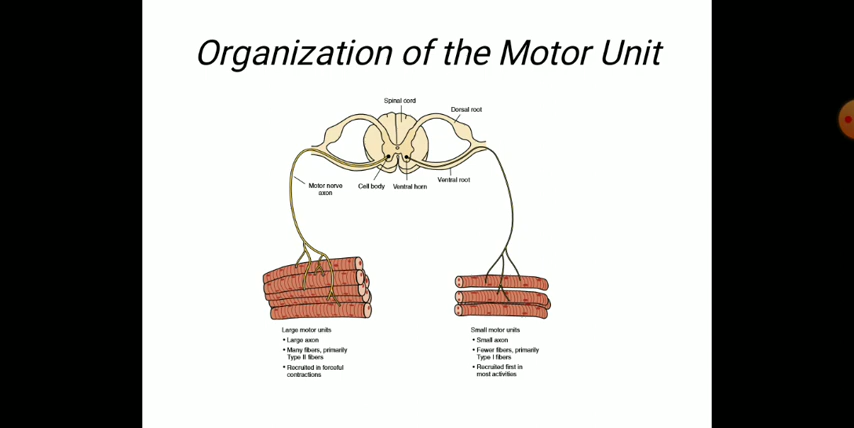 Organization of the Motor Unit
Spinal cord
Dorsal root
Motor nerve
axon
Cell body
Ventral horn
Ventral root
Large motor units
• Large axon
• Many fibers, primarily
Type II fibers
• Recruited in forceful
contractions
Small motor units
• Small axon
• Fewer fibers, primarily
Type I fibers
• Recruited first in
most activities